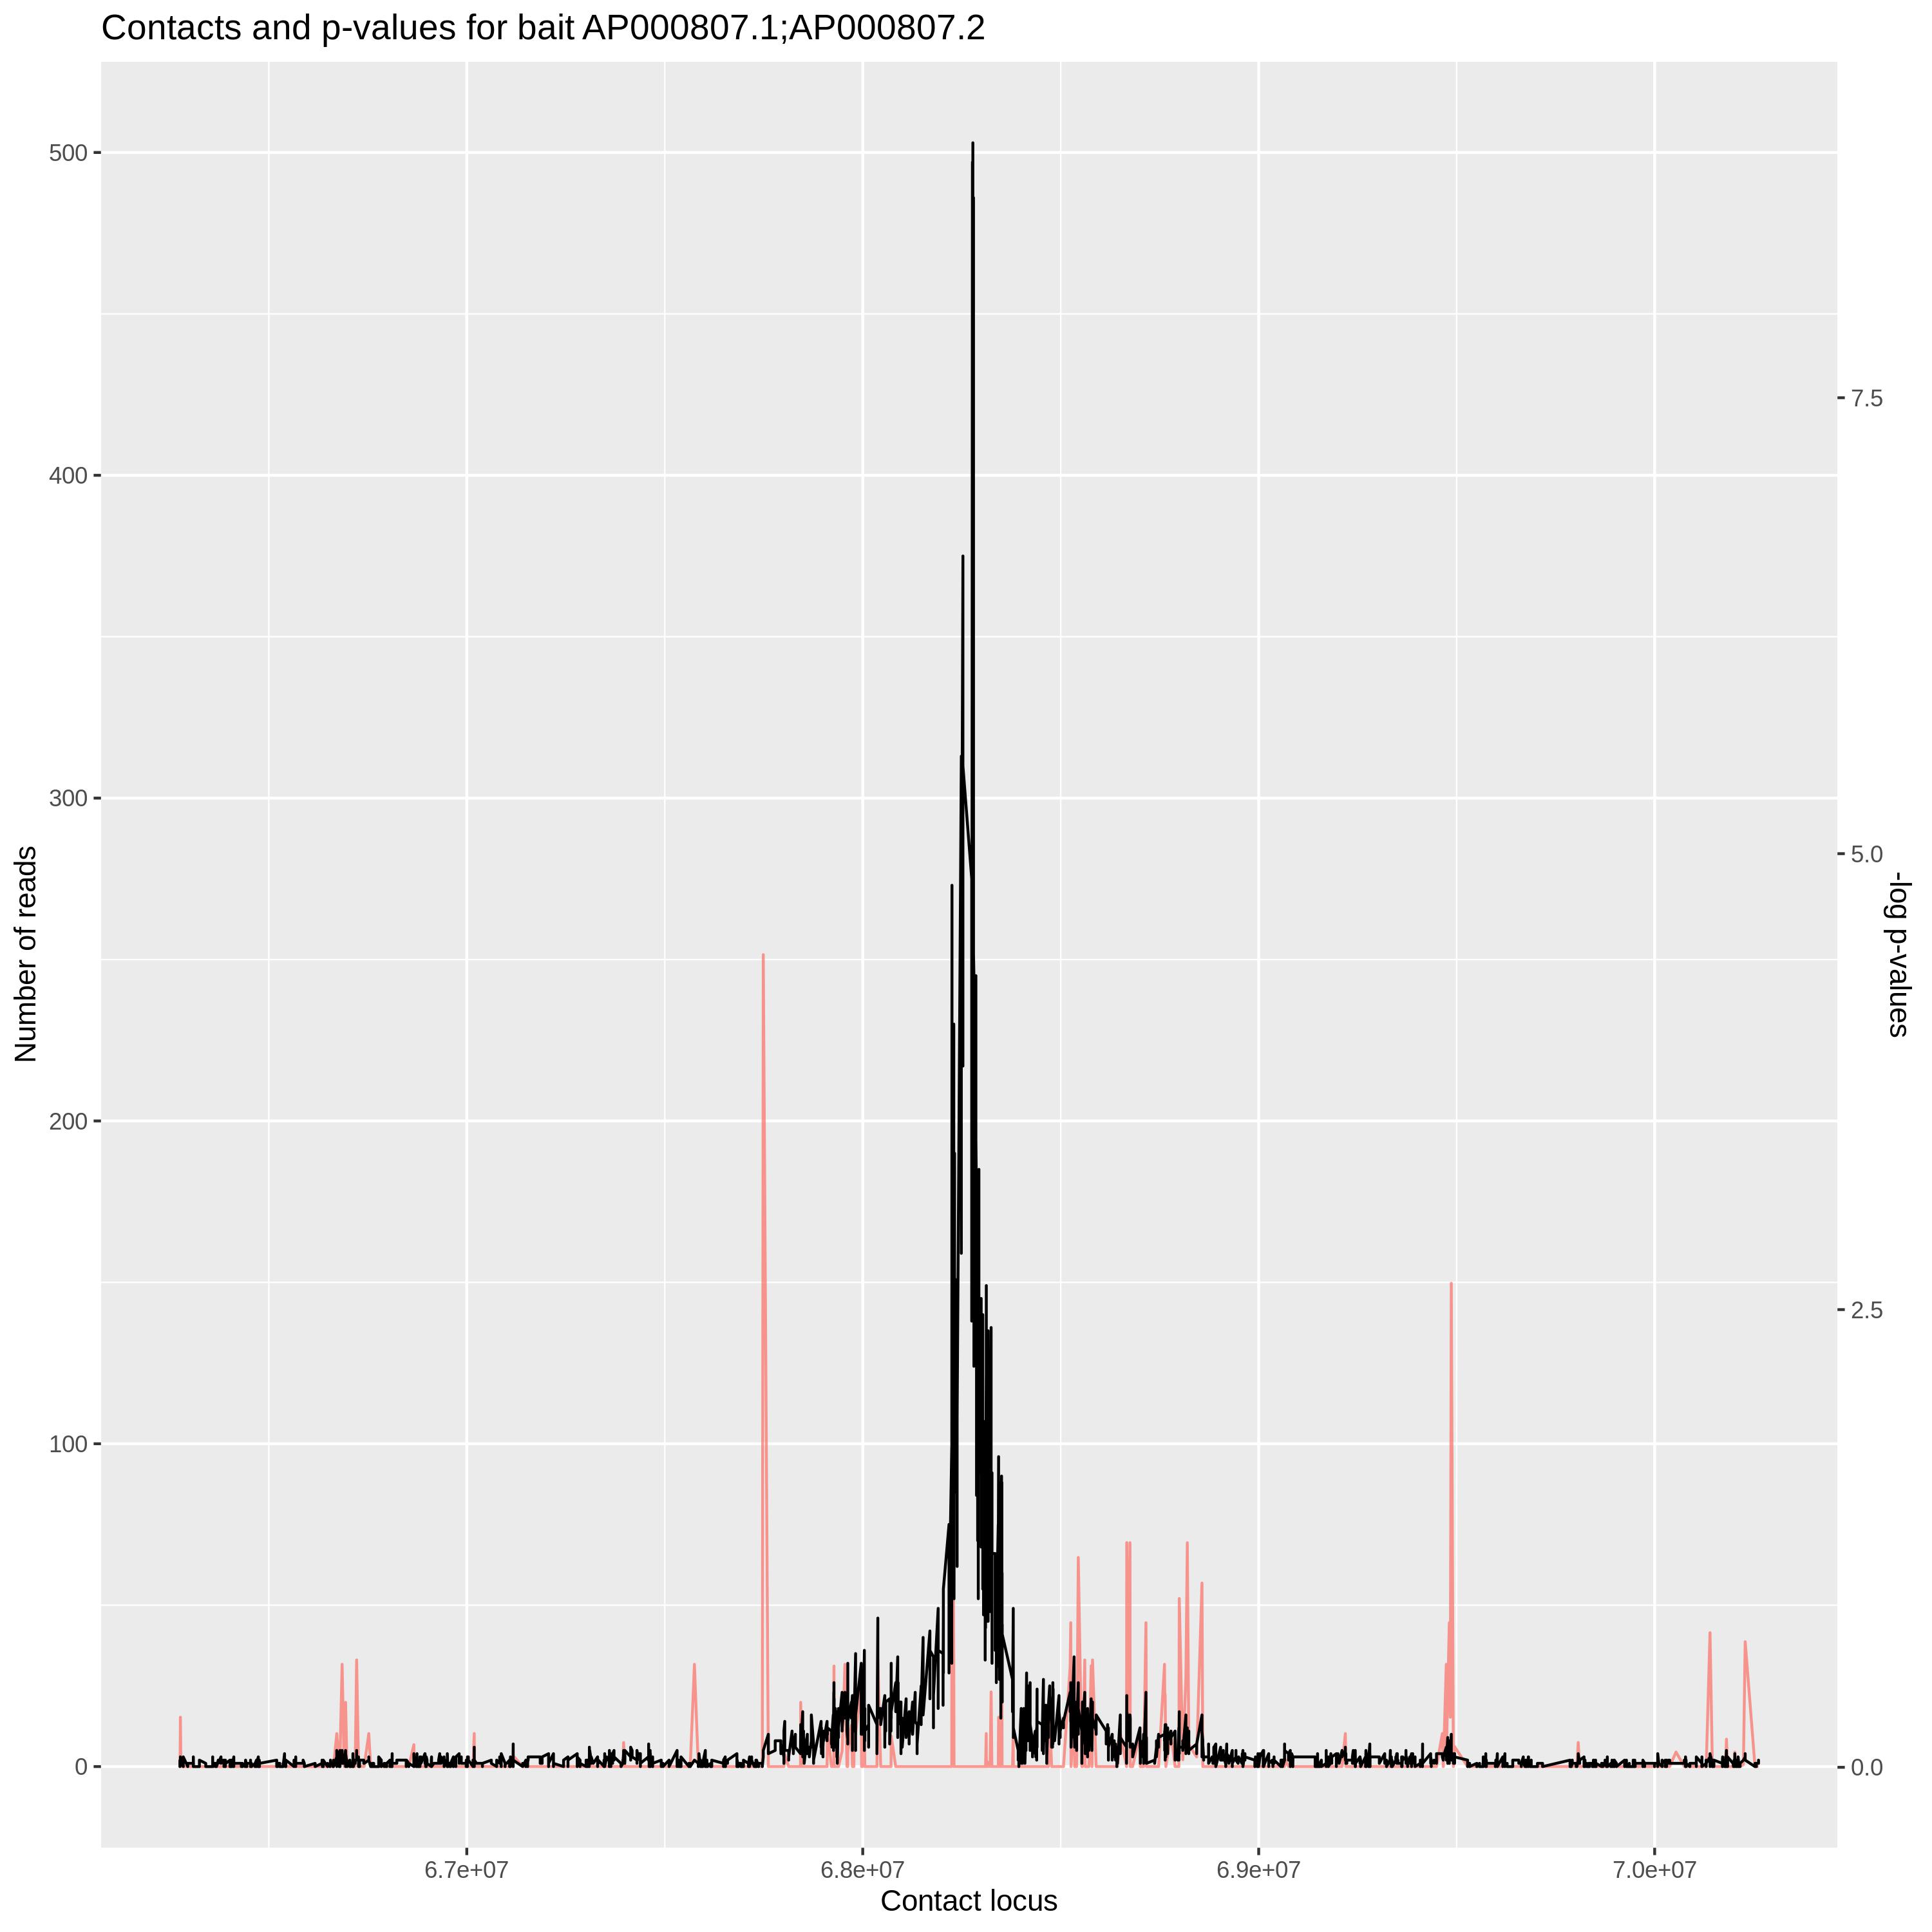 Contacts and p-values for bait AP000807.1;AP000807.2
500
400
300
200
100
0
Number of reads
7.5
5.0
2.5
0.0
-log p-values
6.7e+07
6.8e+07
6.9e+07
7.0e+07
Contact locus